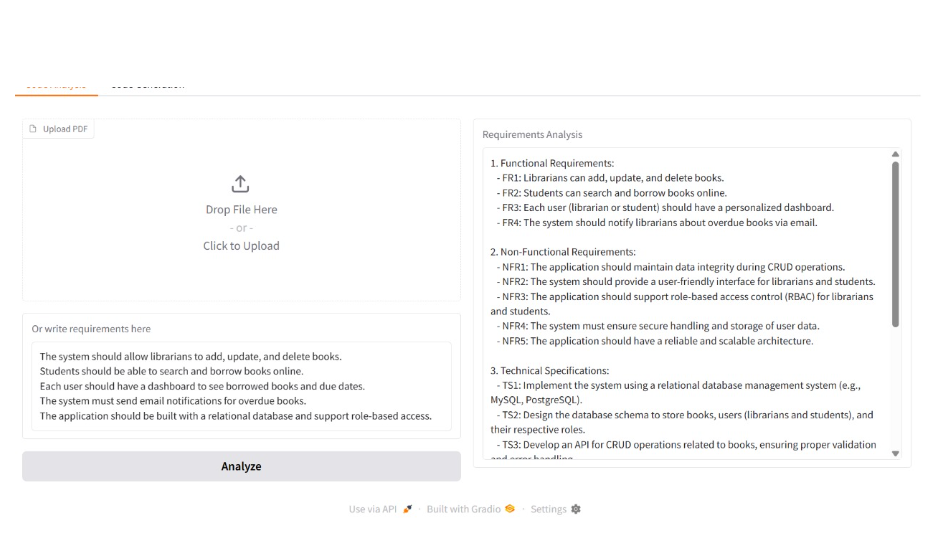 Code Analysis Code Generation
Upload PDF
Drop File Here
- or -
Click to Upload
Or write requirements here
The system should allow librarians to add, update, and delete books.
Students should be able to search and borrow books online.
Each user should have a dashboard to see borrowed books and due dates.
The system must send email notifications for overdue books.
The application should be built with a relational database and support role-based access.
Analyze
Requirements Analysis
1. Functional Requirements:
- FR1: Librarians can add, update, and delete books.
- FR2: Students can search and borrow books online.
- FR3: Each user (librarian or student) should have a personalized dashboard.
- FR4: The system should notify librarians about overdue books via email.
2. Non-Functional Requirements:
- NFR1: The application should maintain data integrity during CRUD operations.
- NFR2: The system should provide a user-friendly interface for librarians and students.
- NFR3: The application should support role-based access control (RBAC) for librarians
and students.
- NFR4: The system must ensure secure handling and storage of user data.
- NFR5: The application should have a reliable and scalable architecture.
3. Technical Specifications:
- TS1: Implement the system using a relational database management system (e.g.,
MySQL, PostgreSQL).
- TS2: Design the database schema to store books, users (librarians and students), and
their respective roles.
- TS3: Develop an API for CRUD operations related to books, ensuring proper validation
and error handling.
Use via API · Built with Gradio · Settings